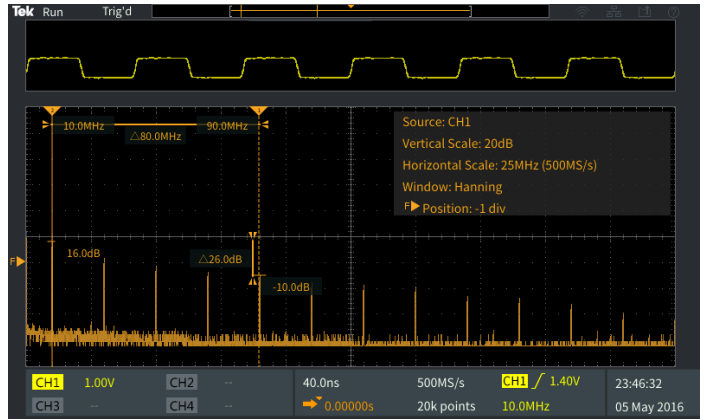 Tek Run Trig'd
10.0MHz 90.0MHz
△80.0MHz
Source: CH1
Vertical Scale: 20dB
Horizontal Scale: 25MHz (500MS/s)
Window: Hanning
F Position: -1 div
16.0dB
△26.0dB
F
-10.0dB
CH1 1.00V CH2 -- 40.0ns 500MS/s CH1 1.40V 23:46:32
CH3 -- CH4 -- 0.00000s 20k points 10.0MHz 05 May 2016